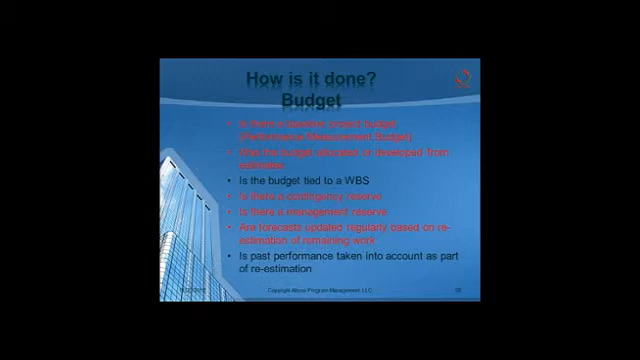 How is it done?
Budget
• Is there a baseline project budget
(Performance Measurement Budget)
• Was the budget allocated or developed from
estimates
• Is the budget tied to a WBS
• Is there a contingency reserve
• Is there a management reserve
• Are forecasts updated regularly based on re-
estimation of remaining work
• Is past performance taken into account as part
of re-estimation
Program Management LLC